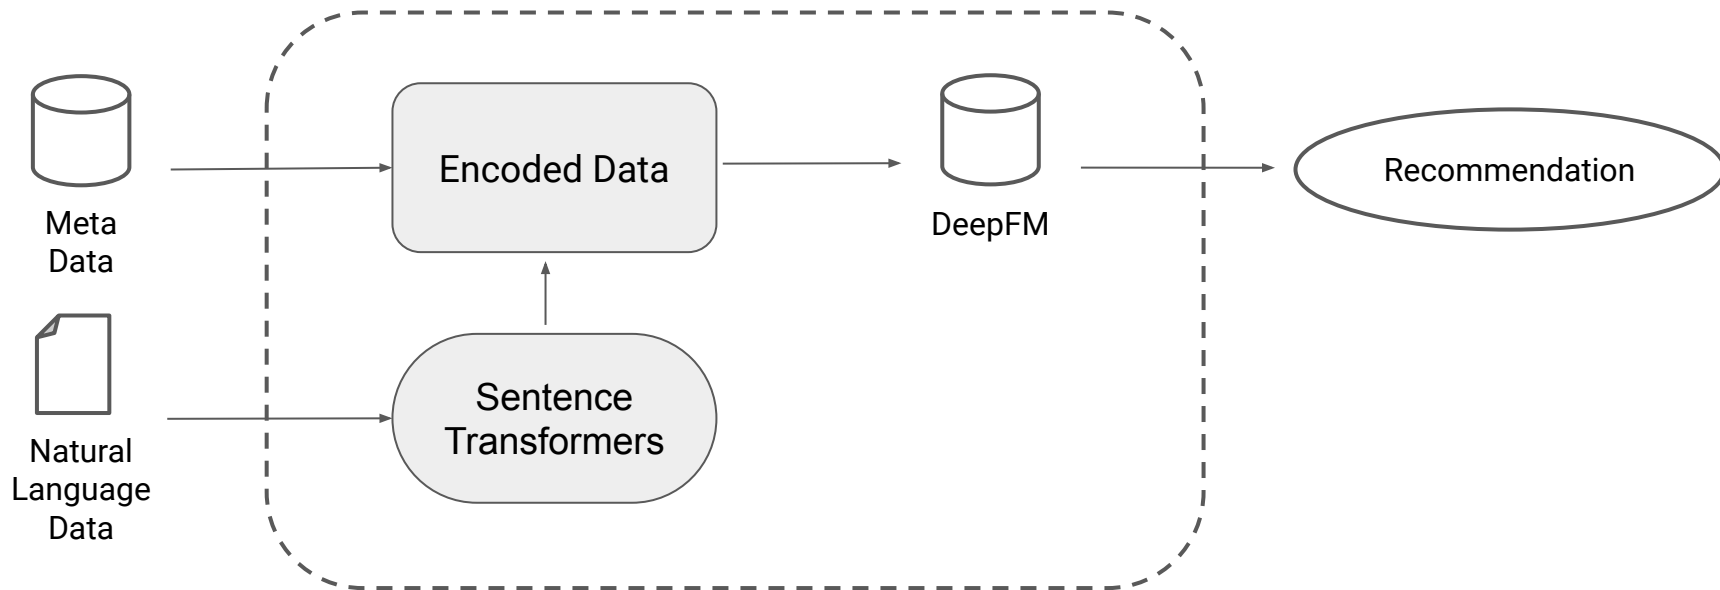 Meta
Data
Encoded Data
DeepFM
Recommendation
Natural
Language
Data
Sentence
Transformers